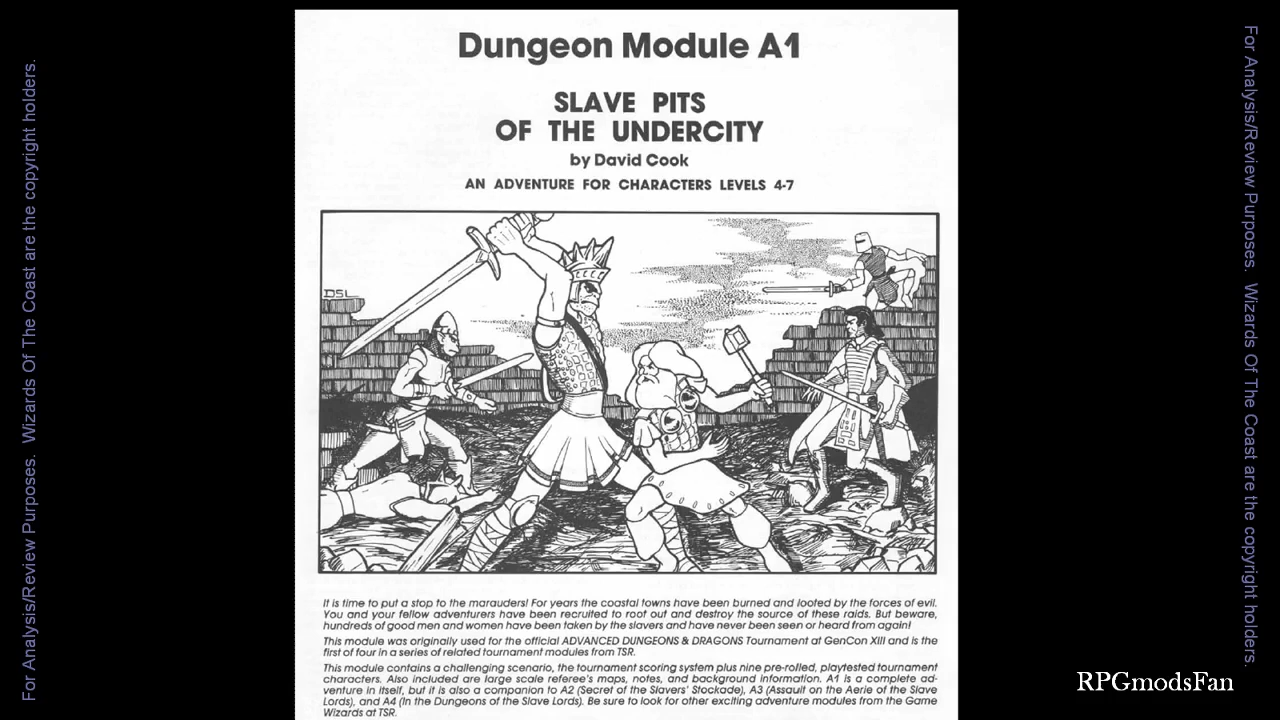 Dungeon Module A1
SLAVE PITS
OF THE UNDERCITY
by David Cook
AN ADVENTURE FOR CHARACTERS LEVELS 4-7
DSL
It is time to put a stop to the marauders! For years the coastal towns have been burned and looted by the forces of evil.
You and your fellow adventurers have been recruited to root out and destroy the source of these raids. But beware,
hundreds of good men and women have been taken by the slavers and have never been seen or heard from again!
This module was originally used for the official ADVANCED DUNGEONS & DRAGONS Tournament at GenCon XIII and is the
first of four in a series of related tournament modules from TSR.
This module contains a challenging scenario, the tournament scoring system plus nine pre-rolled, playtested tournament
characters. Also included are large scale referee's maps, notes, and background information. A1 is a complete ad-
venture in itself, but it is also a companion to A2 (Secret of the Slavers' Stockade), A3 (Assault on the Aerie of the Slave
Lords), and A4 (In the Dungeons of the Slave Lords). Be sure to look for other exciting adventure modules from the Game
Wizards at TSR.
For Analysis/Review Purposes. Wizards Of The Coast are the copyright holders.
For Analysis/Review Purposes. Wizards Of The Coast are the copyright holders.
RPGmodsFan